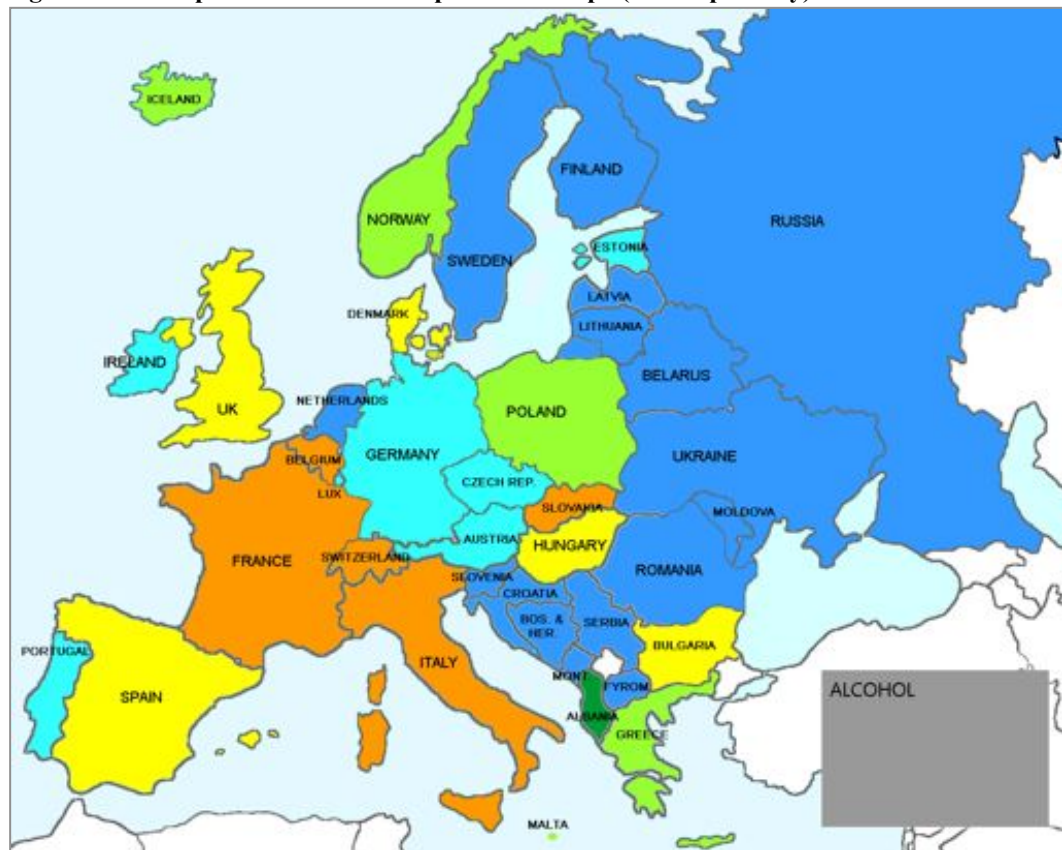 ICELAND
FINLAND
RUSSIA
NORWAY
SWEDEN
ESTONIA
LATVIA
DENMARK
LITHUANIA
IRELAND
BELARUS
UK
NETHERLANDS
POLAND
GERMANY
UKRAINE
BELGIUM
CZECH REP.
LUX
SLOVAKIA
MOLDOVA
AUSTRIA
HUNGARY
FRANCE
SWITZERLAND
ROMANIA
SLOVENIA
CROATIA
BOS. &
HER.
SERBIA
BULGARIA
PORTUGAL
ITALY
SPAIN
MONT.
FYROM
ALBANIA
GREECE
ALCOHOL
MALTA